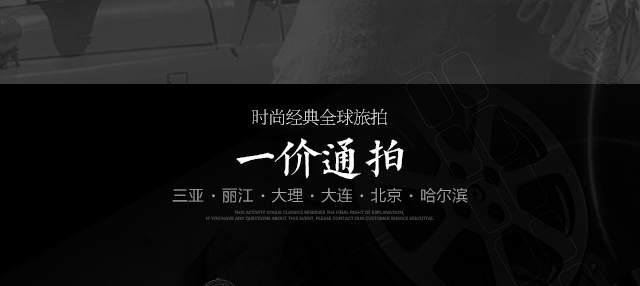 时尚经典全球旅拍
一价通拍
三亚·丽江·大理·大连·北京·哈尔滨
THIS ACTIVITY VOGUE CLASSICS RESERVES THE FINAL RIGHT OF EXPLANATION,
IF YOU HAVE ANY QUESTIONS ABOUT THIS EVENT, PLEASE CONTACT OUR CUSTOMER SERVICE EXECUTIVE.